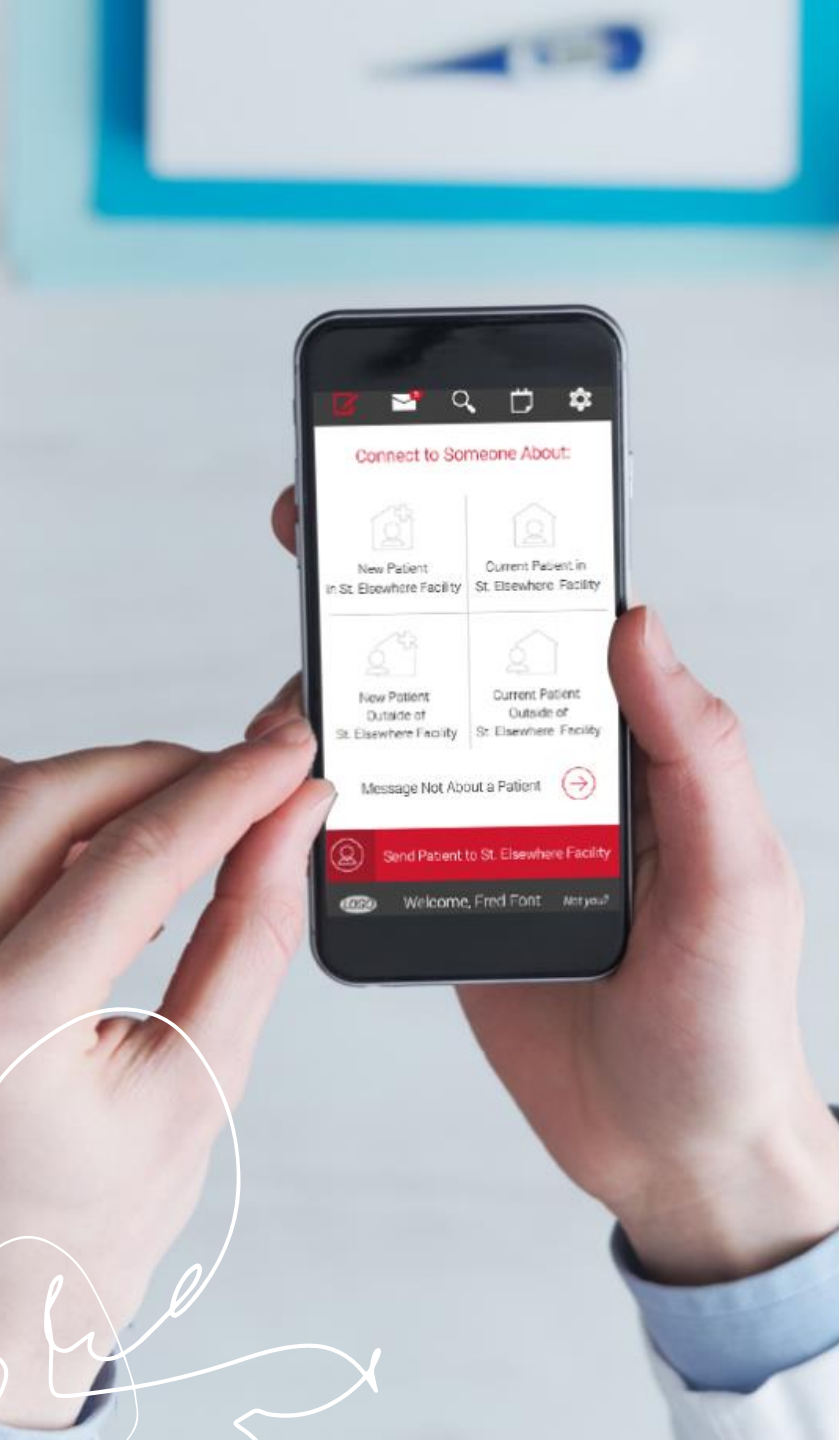 Connect to Someone About:
New Patient
in St. Elsewhere Facility
Current Patient in
St. Elsewhere Facility
New Patient
Outside of
St. Elsewhere Facility
Current Patient
Outside of
St. Elsewhere Facility
Message Not About a Patient
Send Patient to St. Elsewhere Facility
LOGO
Welcome, Fred Font
Not you?